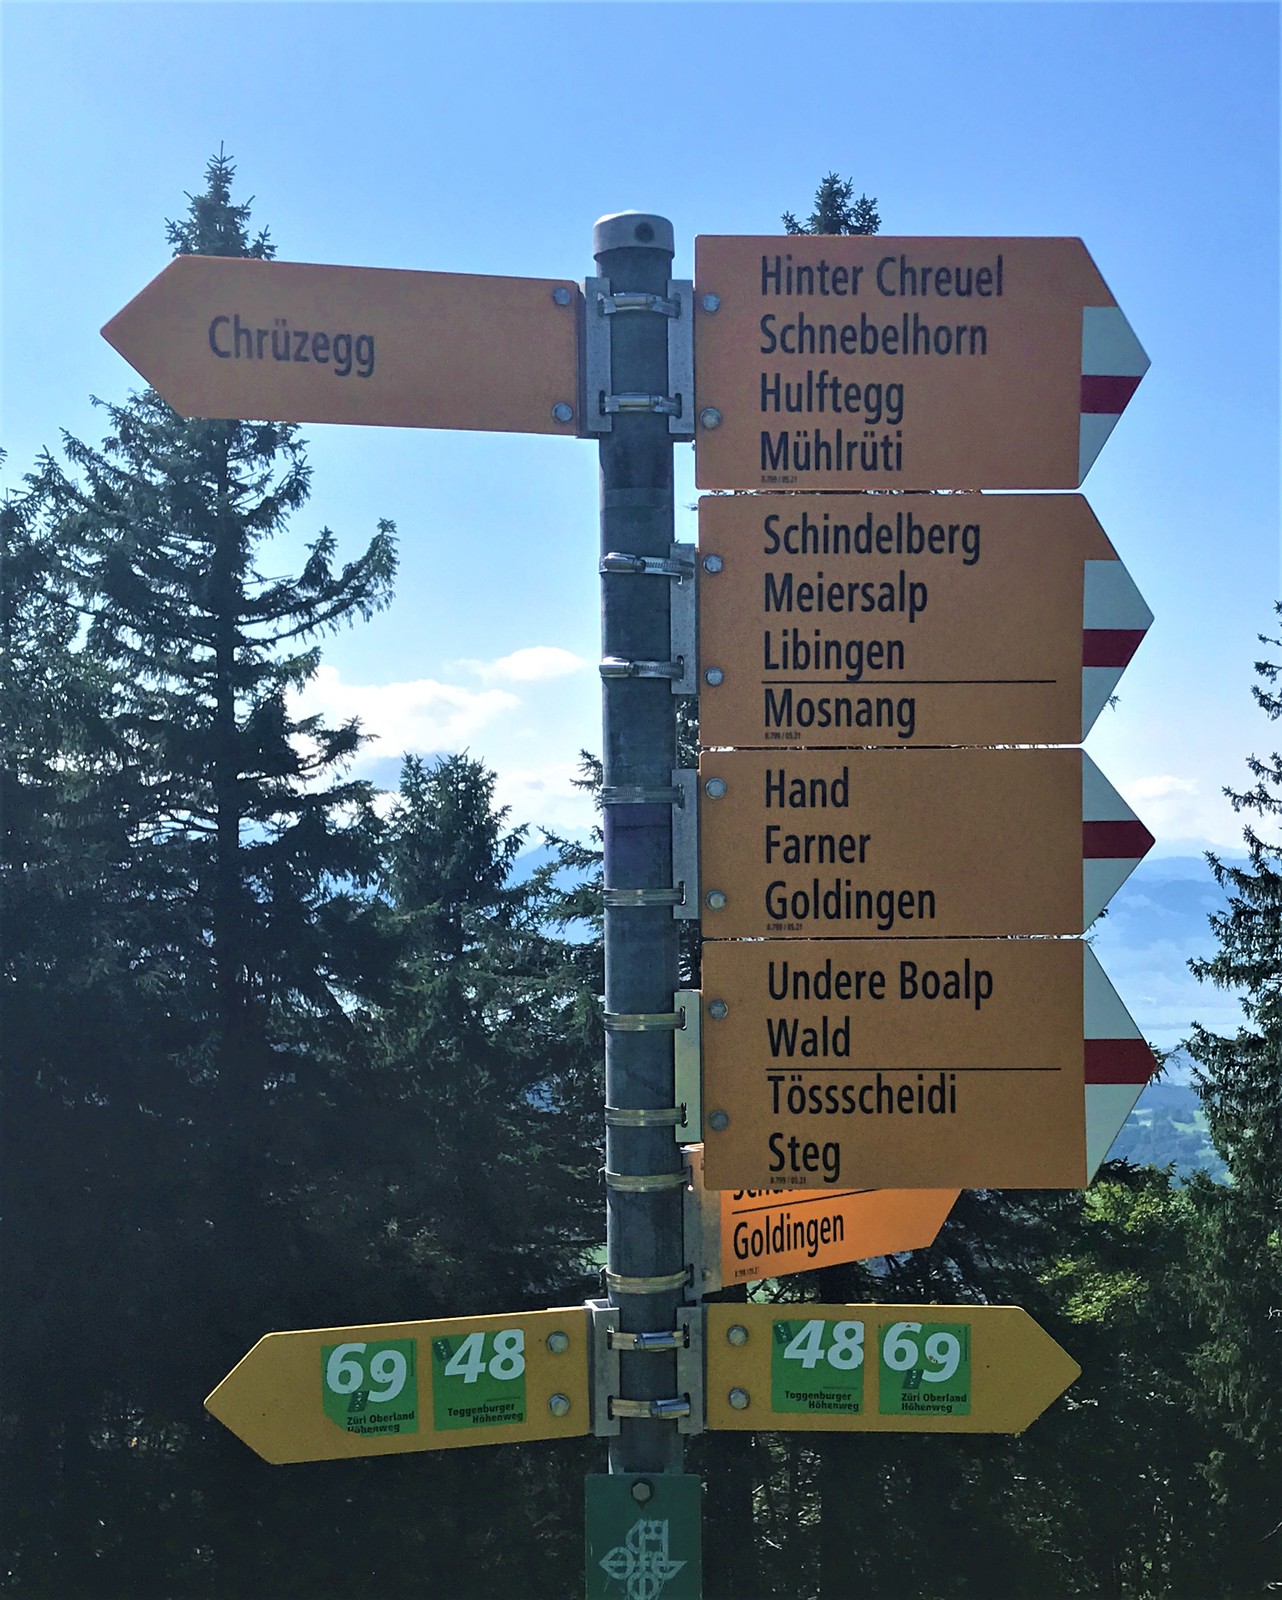 Chrüzegg
Hinter Chreuel
Schnebelhorn
Hulftegg
Mühlrüti
Schindelberg
Meiersalp
Libingen
Mosnang
Hand
Farner
Goldingen
Undere Boalp
Wald
Tössscheidi
Steg
Goldingen
69
Züri Oberland
Höhenweg
48
Toggenburger
Höhenweg
48
Toggenburger
Höhenweg
69
Züri Oberland
Höhenweg